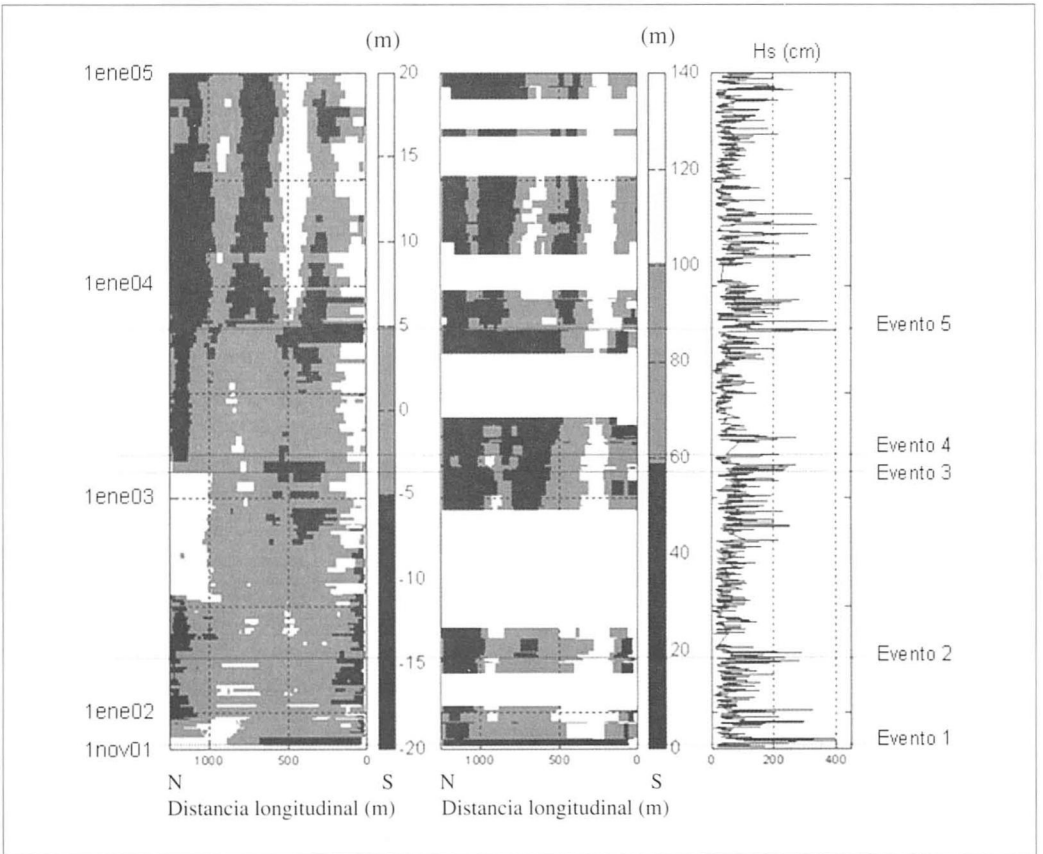 (m)
(m)
Hs (cm)
1ene05
1ene04
1ene03
1ene02
1nov01
20
15
10
5
0
-5
-10
-15
-20
140
120
100
80
60
40
20
0
Evento 5
Evento 4
Evento 3
Evento 2
Evento 1
1000 500 0
1000 500 0
0 200 400
N S
N S
Distancia longitudinal (m)
Distancia longitudinal (m)